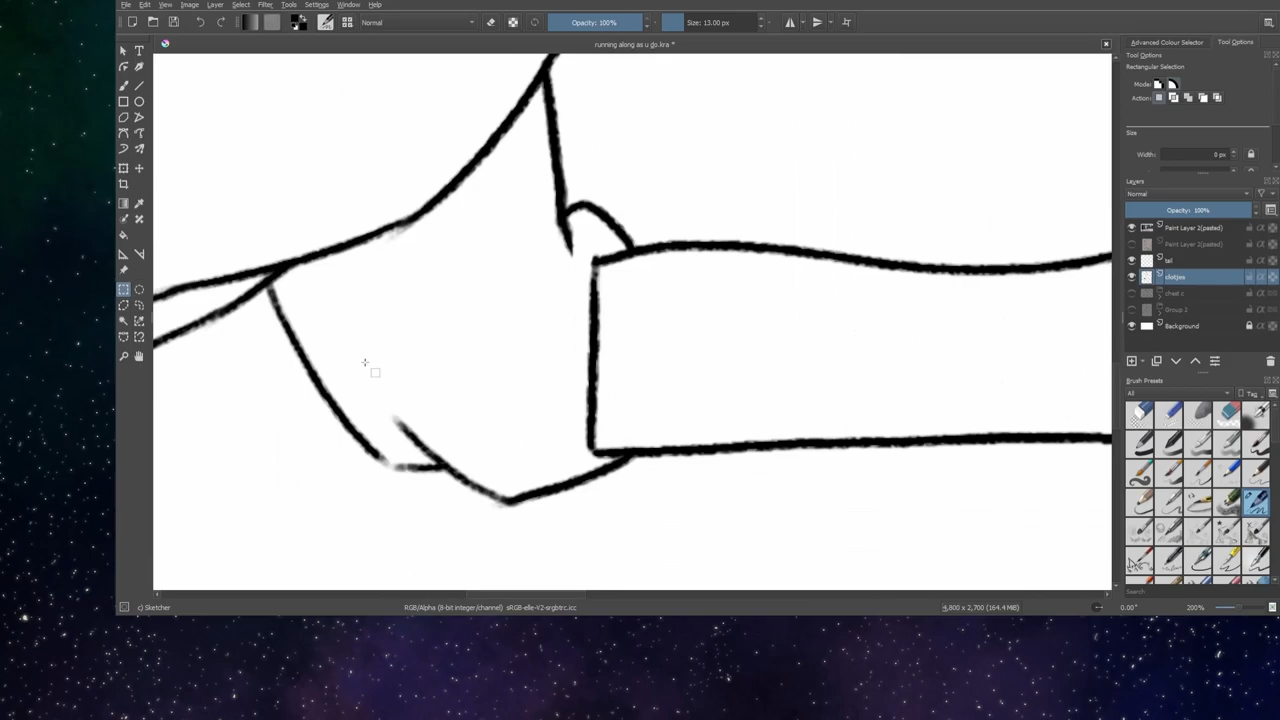 File Edit View Image Layer Select Filter Tools Settings Window Help
Normal
Opacity: 100%
Size: 13.00 px
running along as u do.kra *
Advanced Colour Selector
Tool Options
Tool Options
Rectangular Selection
Mode:
Action:
Size
Width:
0 px
Layers
Normal
Opacity: 100%
Paint Layer 2(pasted)
Paint Layer 2(pasted)
tail
chest c
Group 2
Background
Brush Presets
All
Tag
Search
c) Sketcher
RGB/Alpha (8-bit integer/channel) sRGB-elle-V2-srgbtrc.icc
4,800 x 2,700 (164.4 MiB)
0.00°
200%